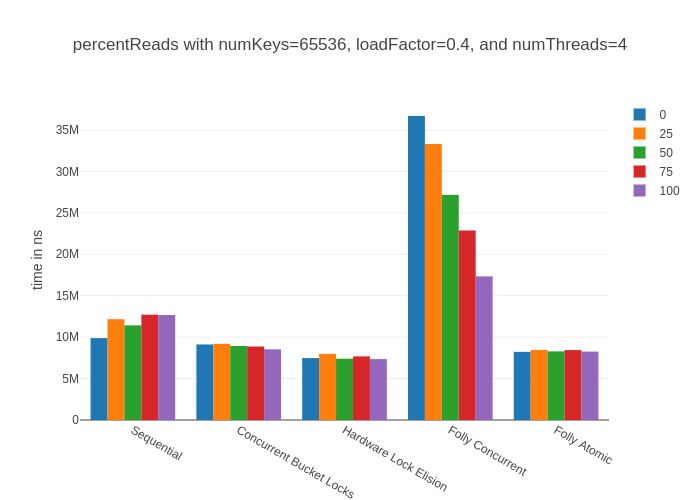 percentReads with numKeys=65536, loadFactor=0.4, and numThreads=4
0
25
50
75
100
time in ns
35M
30M
25M
20M
15M
10M
5M
0
Sequential
Concurrent Bucket Locks
Hardware Lock Elision
Folly Concurrent
Folly Atomic